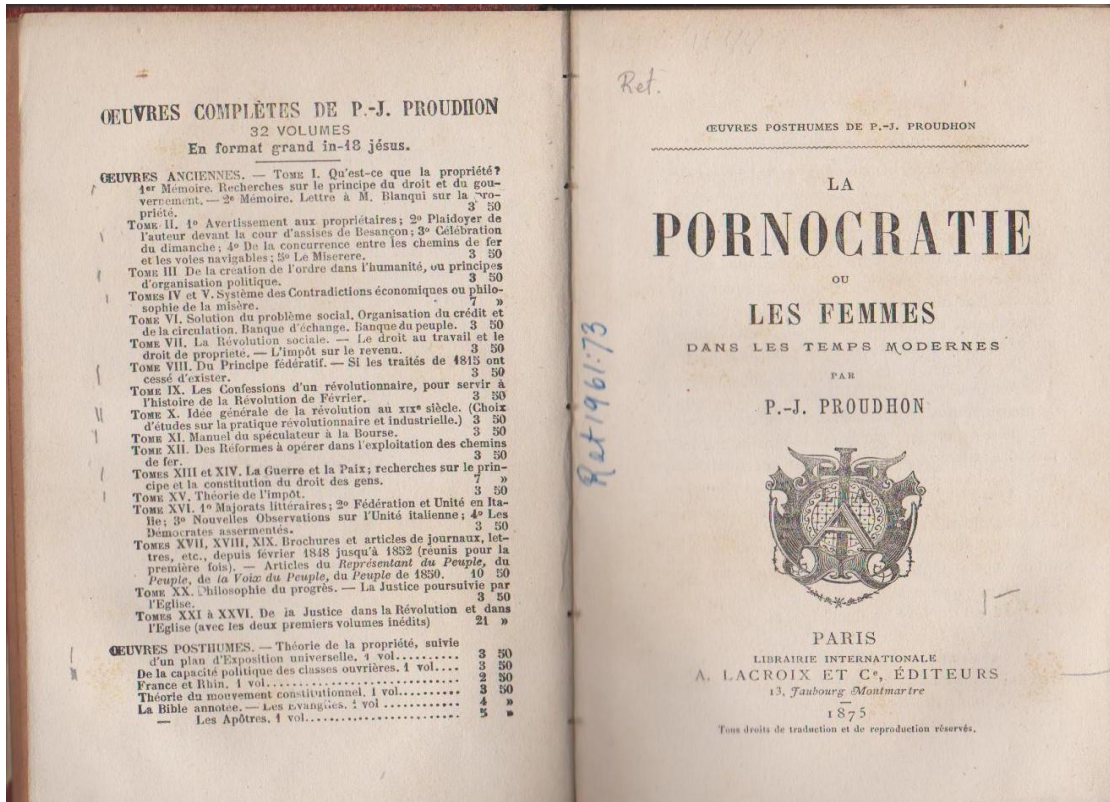 ŒUVRES COMPLÈTES DE P.-J. PROUDHON
32 VOLUMES
En format grand in-18 jésus.
ŒUVRES ANCIENNES. — TOME I. Qu'est-ce que la propriété?
1er Mémoire. Recherches sur le principe du droit et du gou-
vernement. — 2e Mémoire. Lettre à M. Blanqui sur la pro-
priété. 3 50
TOME II. 1o Avertissement aux propriétaires; 2o Plaidoyer de
l'auteur devant la cour d'assises de Besançon; 3o Célébration
du dimanche; 4o De la concurrence entre les chemins de fer
et les voies navigables; 5o Le Miserere. 3 50
TOME III De la création de l'ordre dans l'humanité, ou principes
d'organisation politique. 3 50
TOMES IV et V. Système des Contradictions économiques ou philo-
sophie de la misère. 7 »
TOME VI. Solution du problème social. Organisation du crédit et
de la circulation. Banque d'échange. Banque du peuple. 3 50
TOME VII. La Révolution sociale. — Le droit au travail et le
droit de propriété. — L'impôt sur le revenu. 3 50
TOME VIII. Du Principe fédératif. — Si les traités de 1815 ont
cessé d'exister. 3 50
TOME IX. Les Confessions d'un révolutionnaire, pour servir à
l'histoire de la Révolution de Février. 3 50
TOME X. Idée générale de la révolution au XIXe siècle. (Choix
d'études sur la pratique révolutionnaire et industrielle.) 3 50
TOME XI. Manuel du spéculateur à la Bourse. 3 50
TOME XII. Des Réformes à opérer dans l'exploitation des chemins
de fer. 3 50
TOMES XIII et XIV. La Guerre et la Paix; recherches sur le prin-
cipe et la constitution du droit des gens. 7 »
TOME XV. Théorie de l'impôt. 3 50
TOME XVI. 1o Majorats littéraires; 2o Fédération et Unité en Ita-
lie; 3o Nouvelles Observations sur l'Unité italienne; 4o Les
Démocrates assermentés. 3 50
TOMES XVII, XVIII, XIX. Brochures et articles de journaux, let-
tres, etc., depuis février 1848 jusqu'à 1852 (réunis pour la
première fois). — Articles du Représentant du Peuple, du
Peuple, de la Voix du Peuple, du Peuple de 1850. 10 50
TOME XX. Philosophie du progrès. — La Justice poursuivie par
l'Eglise. 3 50
TOMES XXI à XXVI. De la Justice dans la Révolution et dans
l'Eglise (avec les deux premiers volumes inédits) 21 »
ŒUVRES POSTHUMES. — Théorie de la propriété, suivie
d'un plan d'Exposition universelle. 1 vol.......... 3 50
De la capacité politique des classes ouvrières. 1 vol.... 3 50
France et Rhin. 1 vol.............................. 2 50
Théorie du mouvement constitutionnel. 1 vol.......... 3 50
La Bible annotée. — Les Evangiles. 1 vol ............ 4 »
— Les Apôtres. 1 vol........................ 5 »
Ret.
Ret 1961:73
ŒUVRES POSTHUMES DE P.-J. PROUDHON
LA
PORNOCRATIE
OU
LES FEMMES
DANS LES TEMPS MODERNES
PAR
P.-J. PROUDHON
PARIS
LIBRAIRIE INTERNATIONALE
A. LACROIX ET Ce, ÉDITEURS
13, Faubourg Montmartre
1875
Tous droits de traduction et de reproduction réservés.